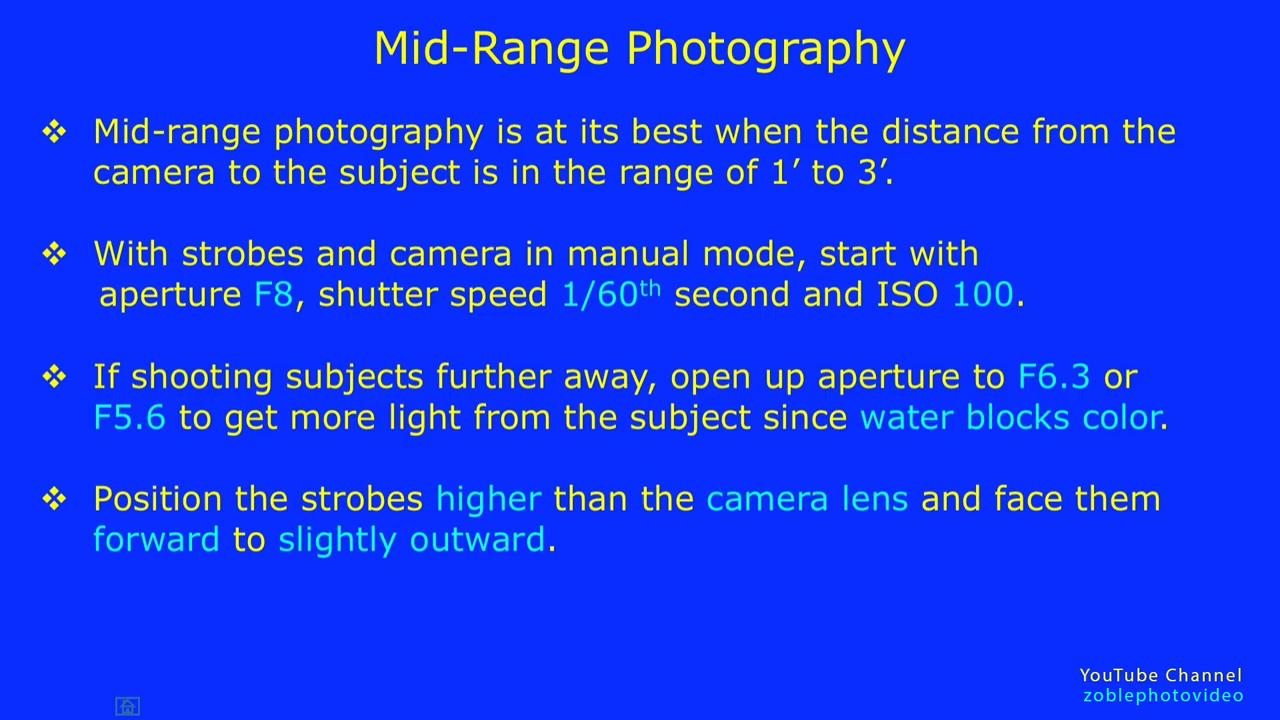 Mid-Range Photography
❖ Mid-range photography is at its best when the distance from the
camera to the subject is in the range of 1’ to 3’.
❖ With strobes and camera in manual mode, start with
aperture F8, shutter speed 1/60th second and ISO 100.
❖ If shooting subjects further away, open up aperture to F6.3 or
F5.6 to get more light from the subject since water blocks color.
❖ Position the strobes higher than the camera lens and face them
forward to slightly outward.
YouTube Channel
zoblephotovideo